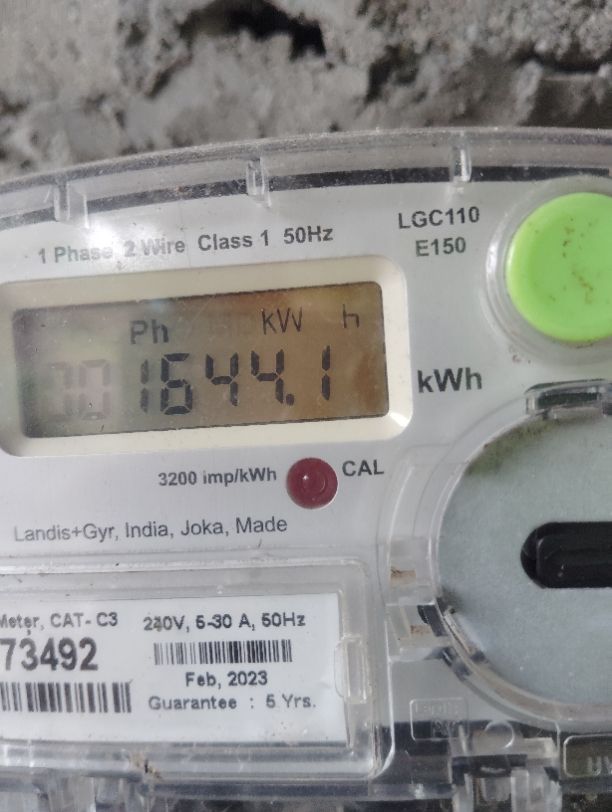 1 Phase 2 Wire Class 1 50Hz
LGC110
E150
Ph kW h
001644.1
kWh
3200 imp/kWh
CAL
Landis+Gyr, India, Joka, Made
Meter, CAT- C3
240V, 5-30 A, 50Hz
73492
Feb, 2023
Guarantee : 5 Yrs.